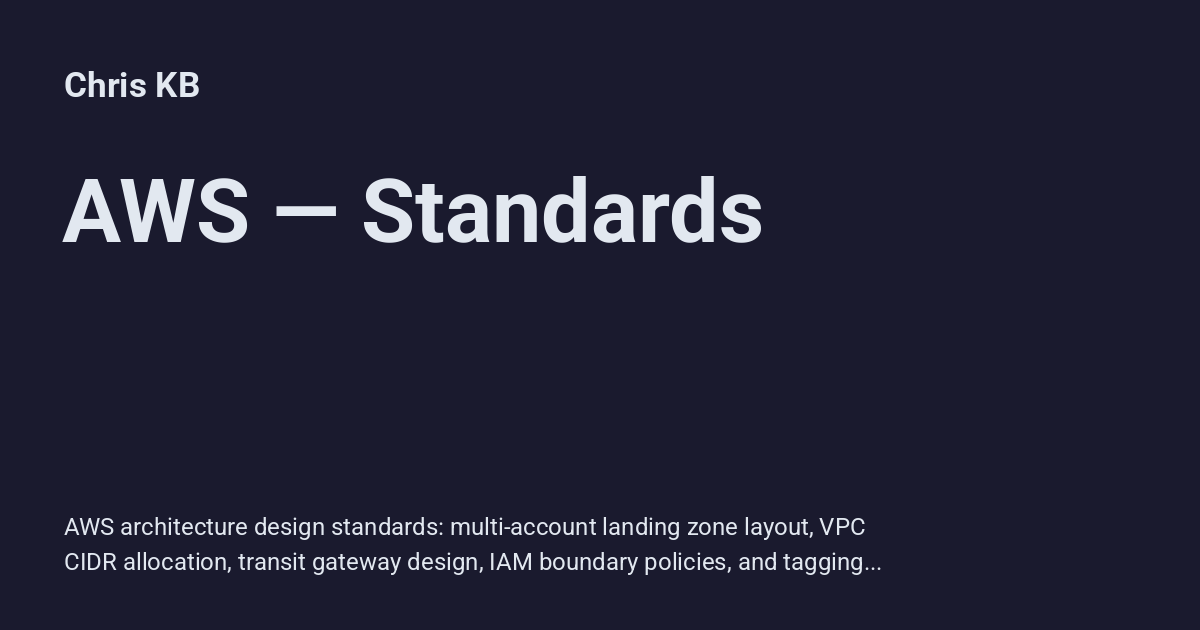 Chris KB
AWS — Standards
AWS architecture design standards: multi-account landing zone layout, VPC
CIDR allocation, transit gateway design, IAM boundary policies, and tagging...